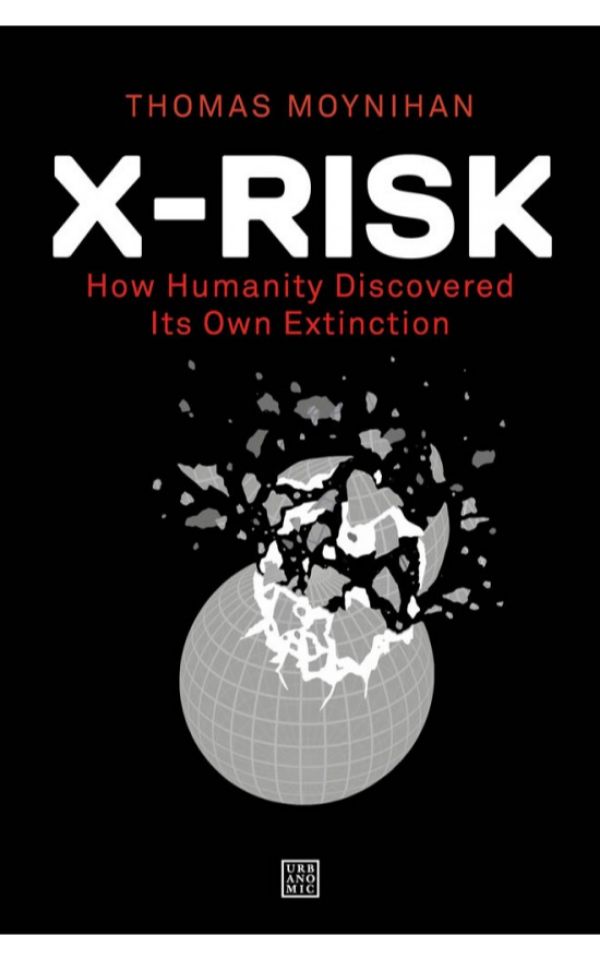 THOMAS MOYNIHAN
X-RISK
How Humanity Discovered
Its Own Extinction
URB
ANO
MIC